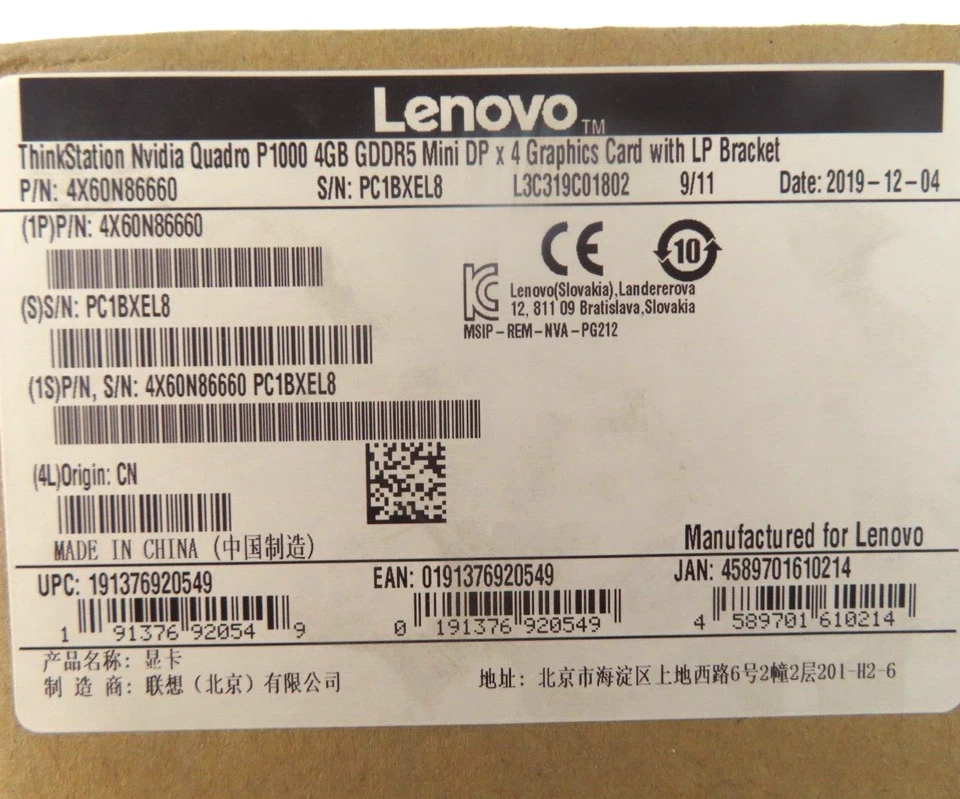 Lenovo TM
ThinkStation Nvidia Quadro P1000 4GB GDDR5 Mini DP x 4 Graphics Card with LP Bracket
P/N: 4X60N86660 S/N: PC1BXEL8 L3C319C01802 9/11 Date: 2019-12-04
(1P)P/N: 4X60N86660
CE 10
(S)S/N: PC1BXEL8
Lenovo(Slovakia),Landererova
12, 811 09 Bratislava,Slovakia
MSIP-REM-NVA-PG212
(1S)P/N, S/N: 4X60N86660 PC1BXEL8
(4L)Origin: CN
MADE IN CHINA (中国制造)
Manufactured for Lenovo
UPC: 191376920549 EAN: 0191376920549 JAN: 4589701610214
1 91376 92054 9 0 191376 920549 4 589701 610214
产品名称: 显卡
制 造 商: 联想(北京)有限公司 地址: 北京市海淀区上地西路6号2幢2层201-H2-6